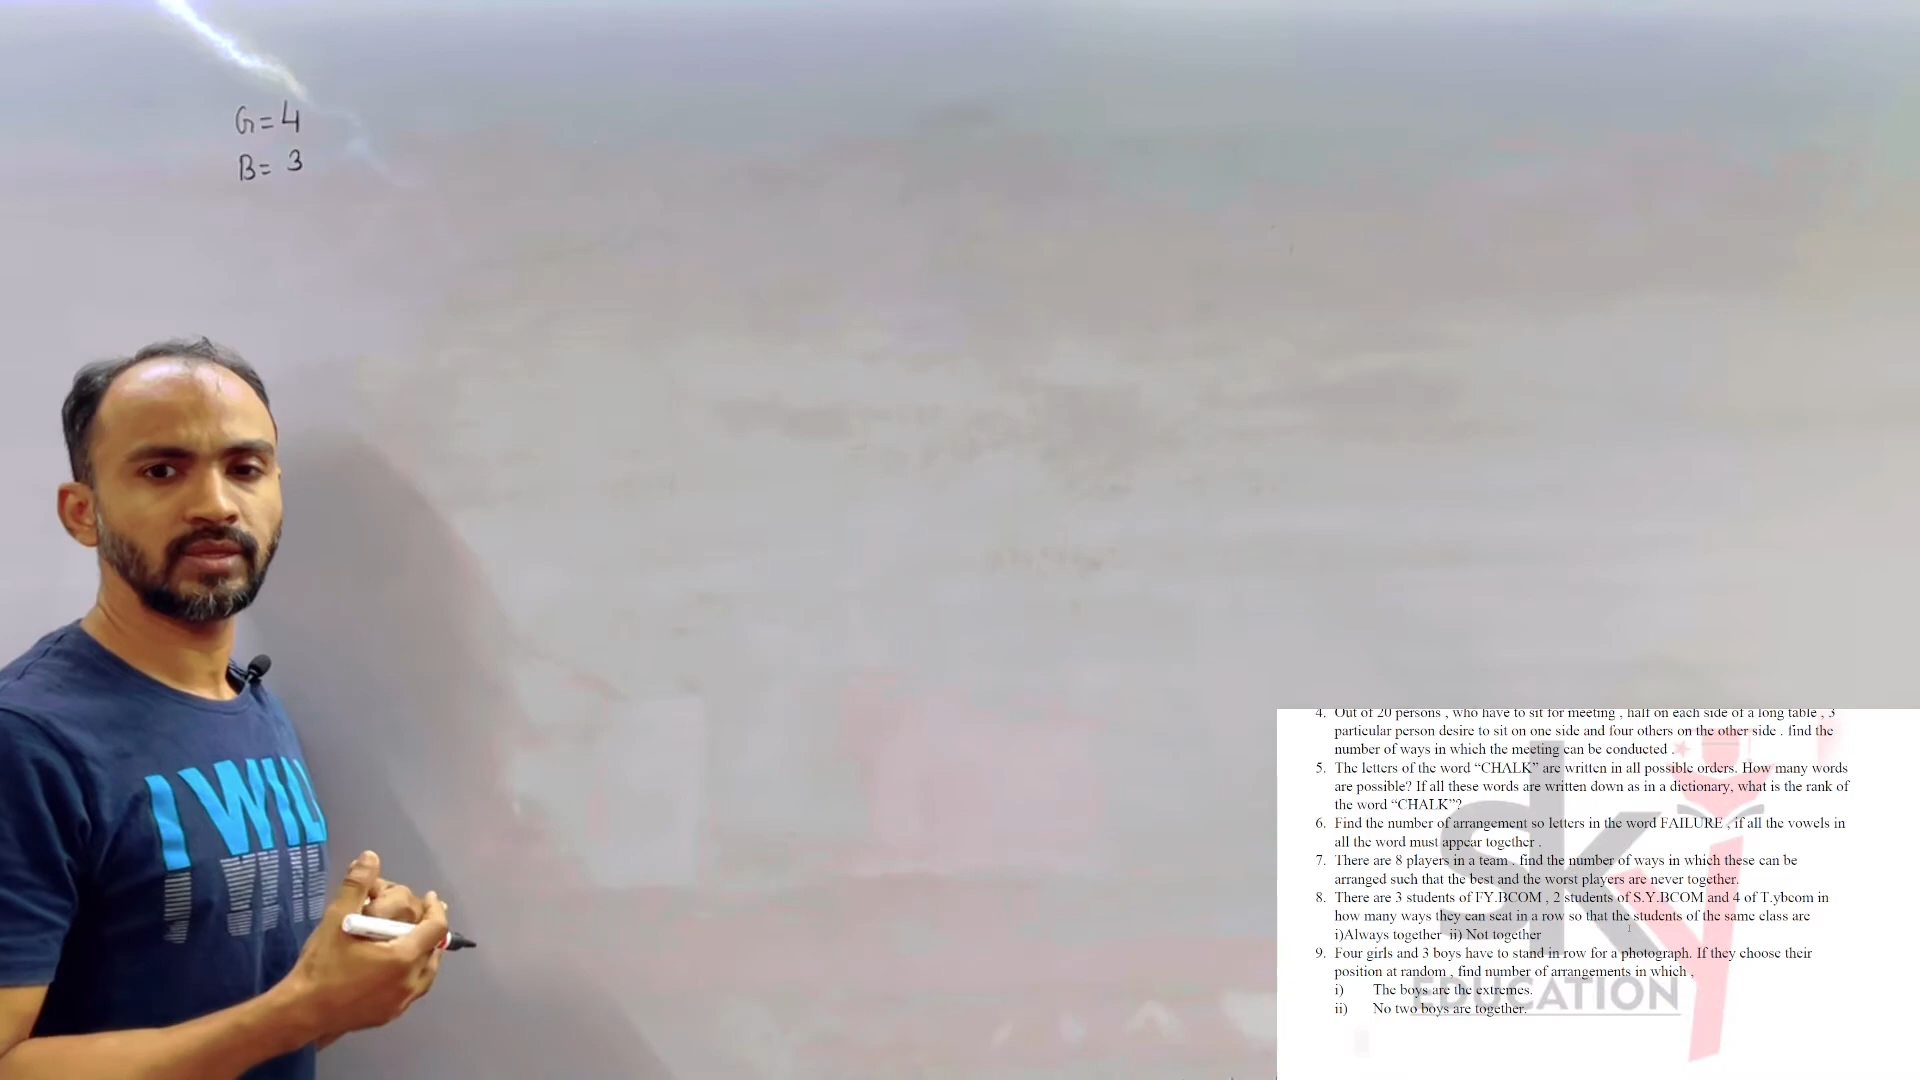 G = 4
B = 3
I WILL
4. Out of 20 persons , who have to sit for meeting , half on each side of a long table , 3
particular person desire to sit on one side and four others on the other side . find the
number of ways in which the meeting can be conducted .
5. The letters of the word “CHALK” are written in all possible orders. How many words
are possible? If all these words are written down as in a dictionary, what is the rank of
the word “CHALK”?
6. Find the number of arrangement so letters in the word FAILURE , if all the vowels in
all the word must appear together .
7. There are 8 players in a team , find the number of ways in which these can be
arranged such that the best and the worst players are never together.
8. There are 3 students of FY.BCOM , 2 students of S.Y.BCOM and 4 of T.ybcom in
how many ways they can seat in a row so that the students of the same class are
i)Always together ii) Not together
9. Four girls and 3 boys have to stand in row for a photograph. If they choose their
position at random , find number of arrangements in which .
i) The boys are the extremes.
ii) No two boys are together.
sky
EDUCATION